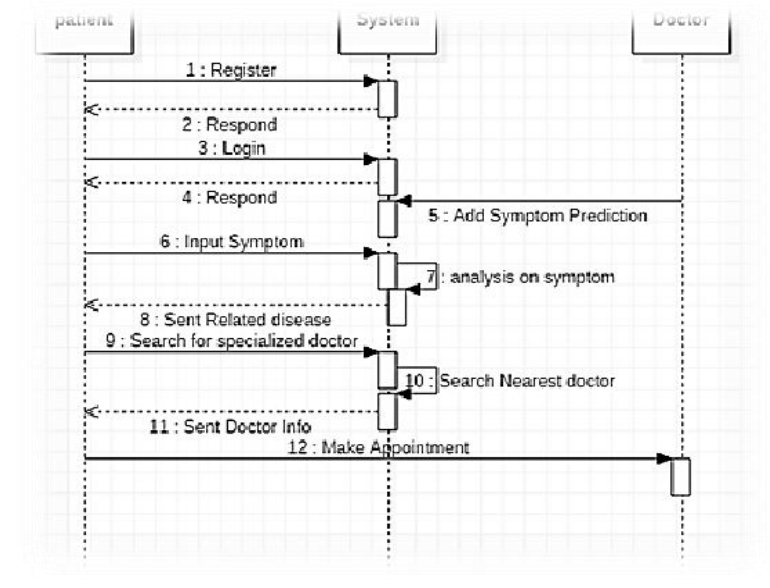 patient
System
Doctor
1 : Register
2 : Respond
3 : Login
4 : Respond
5 : Add Symptom Prediction
6 : Input Symptom
7 : analysis on symptom
8 : Sent Related disease
9 : Search for specialized doctor
10 : Search Nearest doctor
11 : Sent Doctor Info
12 : Make Appointment